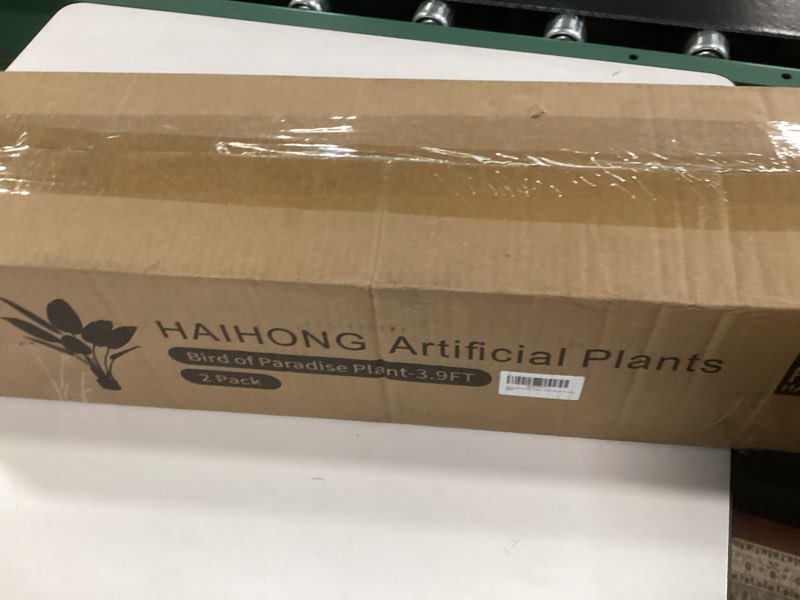 HAIHONG Artificial Plants
Bird of Paradise Plant-3.9FT
2 Pack